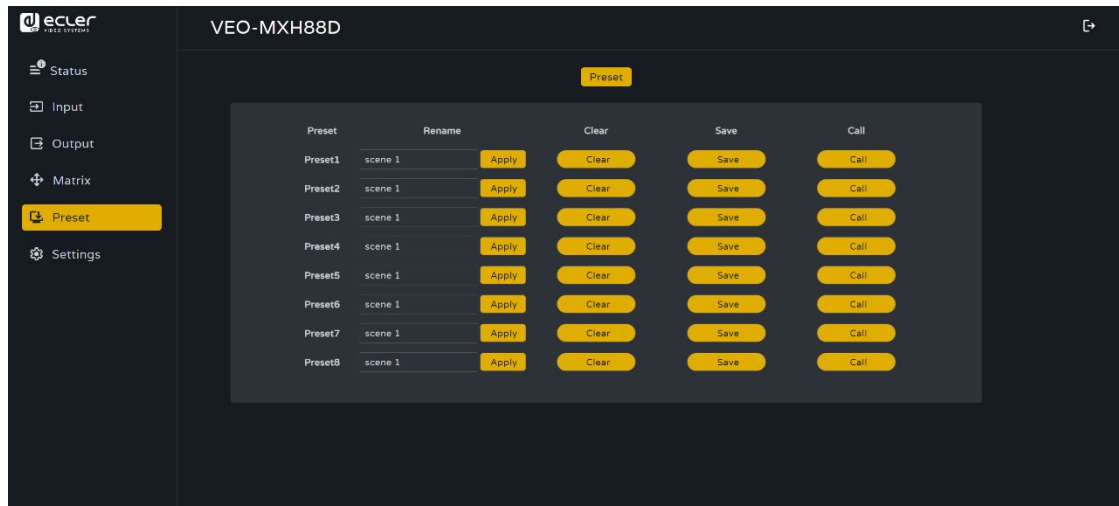 ecler
VIDEO SYSTEMS
VEO-MXH88D
Status
Input
Output
Matrix
Preset
Settings
Preset
Preset Rename Clear Save Call
Preset1 scene 1 Apply Clear Save Call
Preset2 scene 1 Apply Clear Save Call
Preset3 scene 1 Apply Clear Save Call
Preset4 scene 1 Apply Clear Save Call
Preset5 scene 1 Apply Clear Save Call
Preset6 scene 1 Apply Clear Save Call
Preset7 scene 1 Apply Clear Save Call
Preset8 scene 1 Apply Clear Save Call